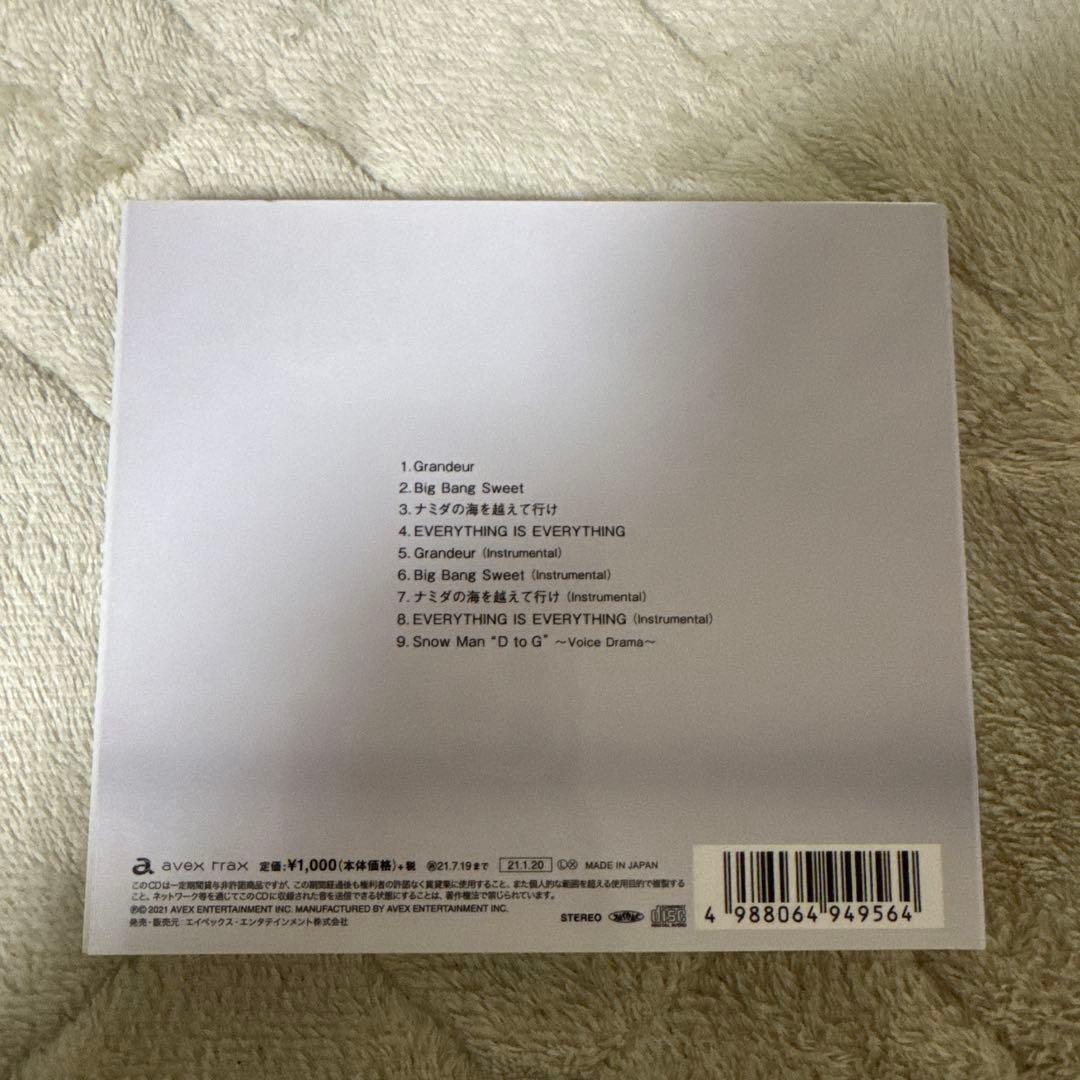 1. Grandeur
2. Big Bang Sweet
3. ナミダの海を越えて行け
4. EVERYTHING IS EVERYTHING
5. Grandeur (Instrumental)
6. Big Bang Sweet (Instrumental)
7. ナミダの海を越えて行け (Instrumental)
8. EVERYTHING IS EVERYTHING (Instrumental)
9. Snow Man “D to G” ～Voice Drama～
avex trax 定価:¥1,000(本体価格)+税 21.7.19まで 21.1.20 MADE IN JAPAN
このCDは一定期間貸与非許諾商品ですが、この期間経過後も権利者の許諾なく賃貸業に使用すること、また個人的な範囲を超える使用目的で複製する
こと、ネットワーク等を通じてこのCDに収録された音を送信できる状態にすることは、著作権法で禁じられています。
℗© 2021 AVEX ENTERTAINMENT INC. MANUFACTURED BY AVEX ENTERTAINMENT INC.
発売・販売元:エイベックス・エンタテインメント株式会社
STEREO
disc
DIGITAL AUDIO
4 988064 949564